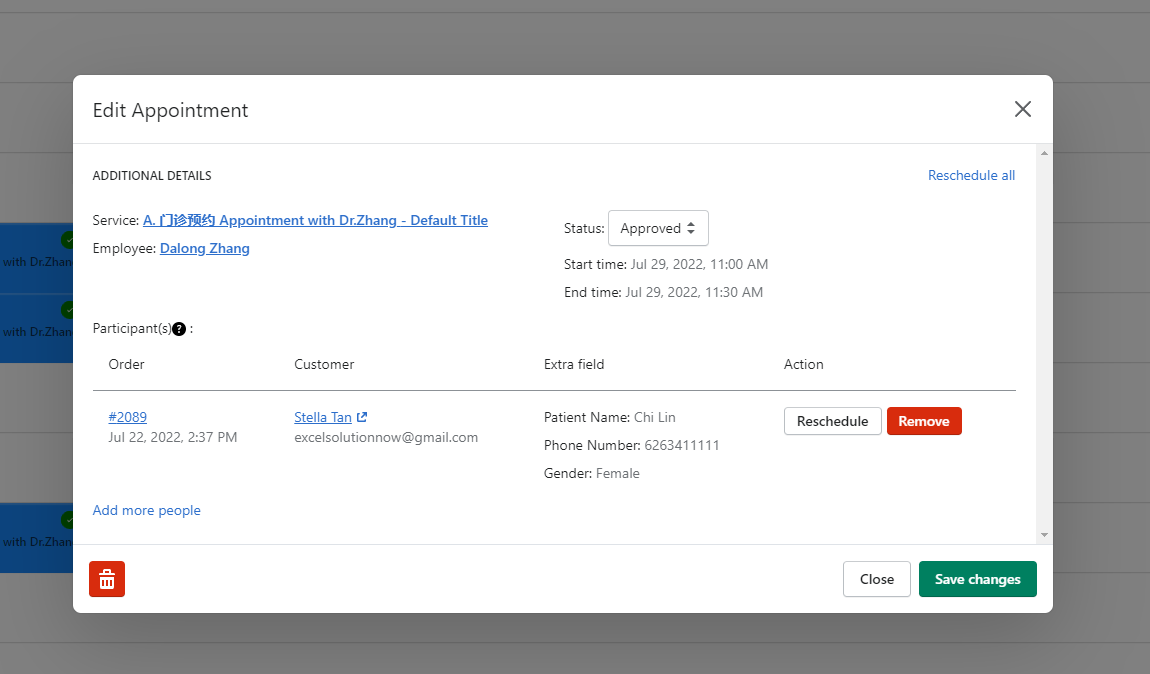 Edit Appointment
ADDITIONAL DETAILS
Reschedule all
Service: A. 门诊预约 Appointment with Dr.Zhang - Default Title
Employee: Dalong Zhang
Status: Approved
Start time: Jul 29, 2022, 11:00 AM
End time: Jul 29, 2022, 11:30 AM
with Dr.Zhan
with Dr.Zhan
Participant(s)? :
Order Customer Extra field Action
#2089
Jul 22, 2022, 2:37 PM
Stella Tan
excelsolutionnow@gmail.com
Patient Name: Chi Lin
Phone Number: 6263411111
Gender: Female
Reschedule Remove
Add more people
with Dr.Zhan
Close Save changes